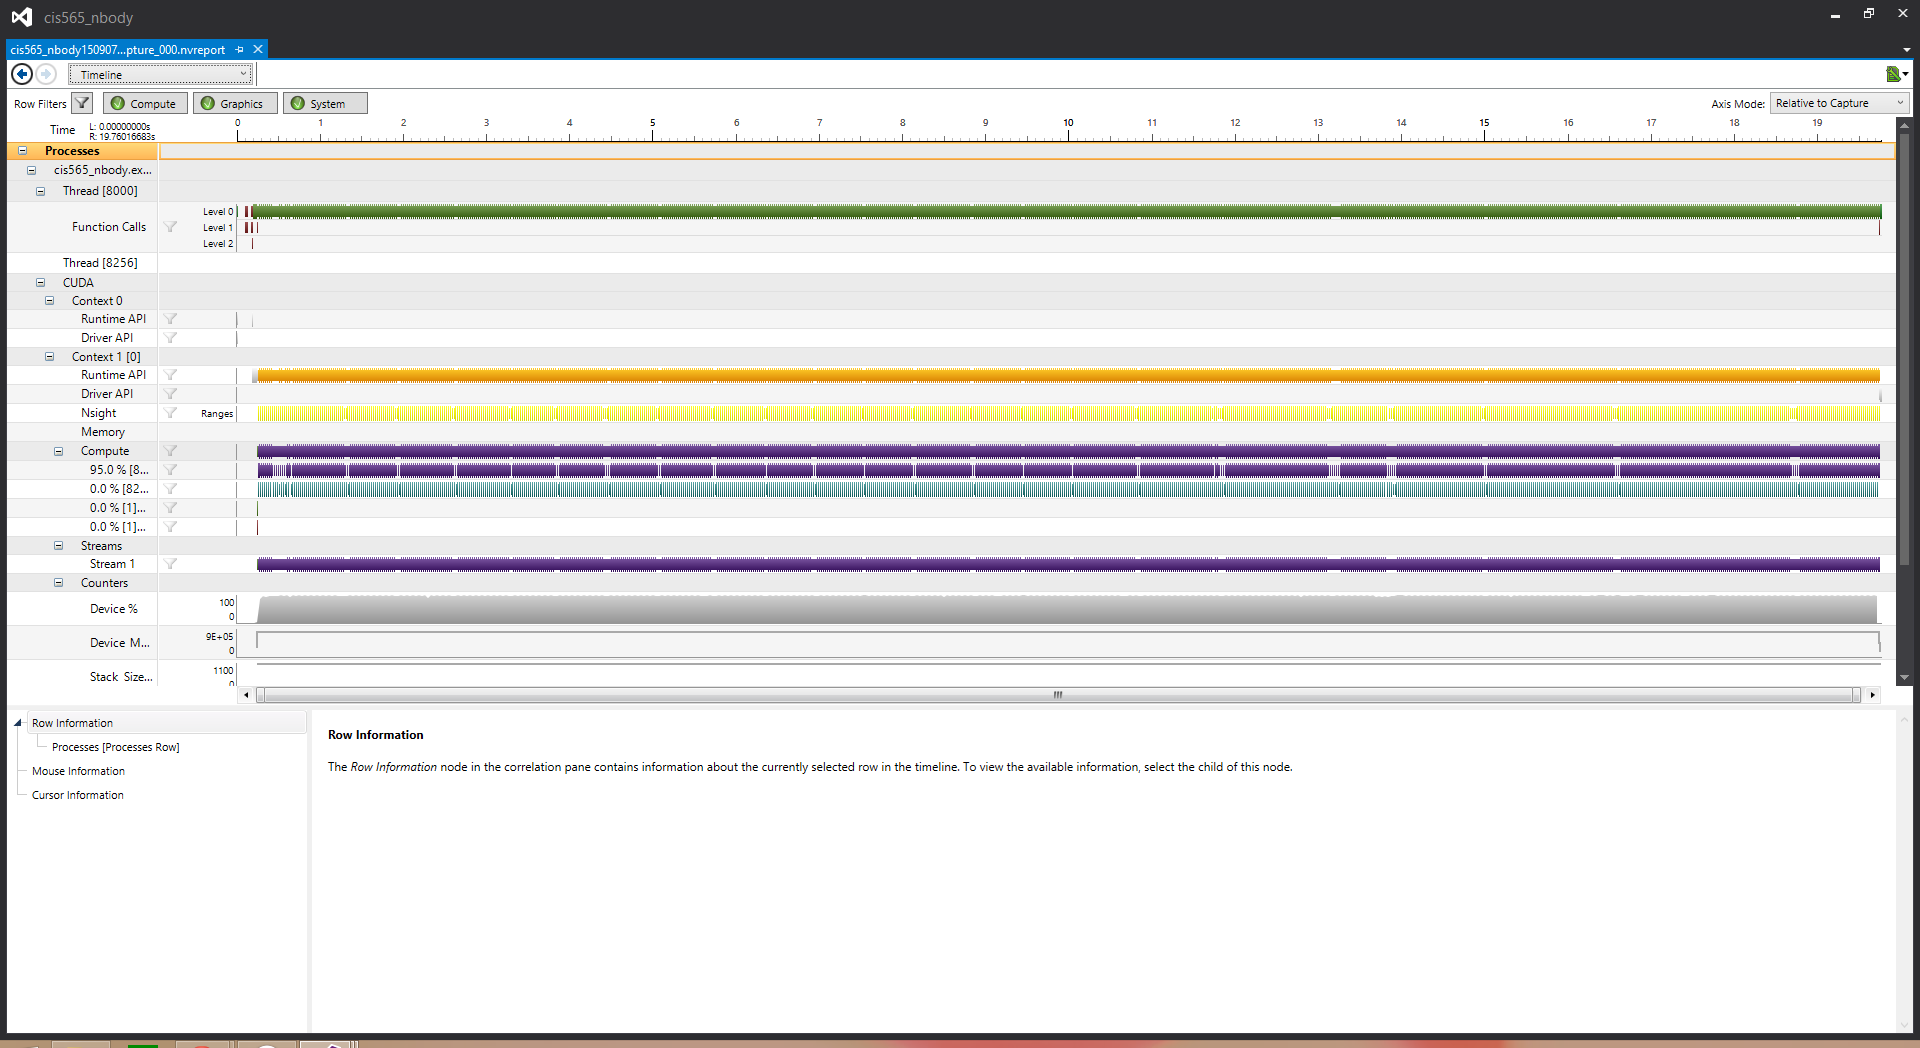 cis565_nbody
cis565_nbody150907...pture_000.nvreport
Timeline
Row Filters Compute Graphics System Axis Mode: Relative to Capture
Time L: 0.00000000s 0 1 2 3 4 5 6 7 8 9 10 11 12 13 14 15 16 17 18 19
R: 19.76016683s
Processes
cis565_nbody.ex...
Thread [8000]
Level 0
Function Calls Level 1
Level 2
Thread [8256]
CUDA
Context 0
Runtime API
Driver API
Context 1 [0]
Runtime API
Driver API
Nsight Ranges
Memory
Compute
95.0 % [8...
0.0 % [82...
0.0 % [1]...
0.0 % [1]...
Streams
Stream 1
Counters
Device % 100
0
Device M... 9E+05
0
Stack Size... 1100
0
Row Information
Processes [Processes Row]
Mouse Information
Cursor Information
Row Information
The Row Information node in the correlation pane contains information about the currently selected row in the timeline. To view the available information, select the child of this node.